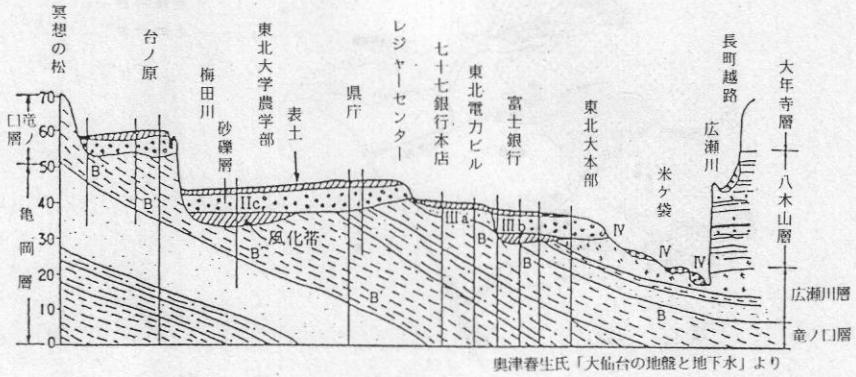 冥想の松
台ノ原
梅田川
砂礫層
東北大学農学部
表土
県庁
レジャーセンター
七十七銀行本店
東北電力ビル
富士銀行
東北大本部
米ケ袋
広瀬川
長町越路
大年寺層
八木山層
広瀬川層
竜ノ口層
竜ノ口層
亀岡層
70
60
50
40
30
20
10
0
B
B
IIc
風化帯
B
B
IIIa
B
IIIb
B
IV
IV
IV
B
奥津春生氏「大仙台の地盤と地下水」より